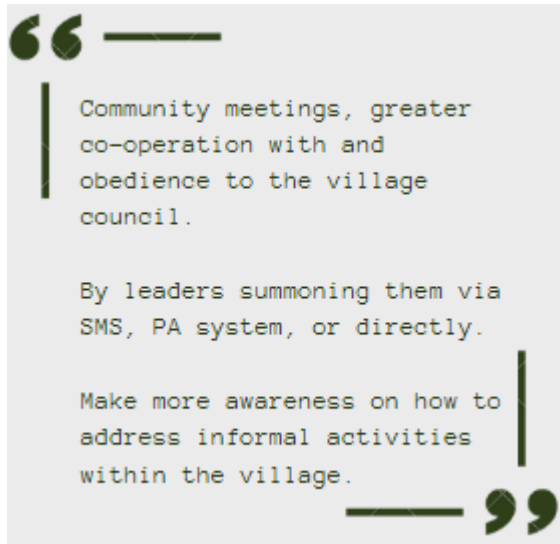 Community meetings, greater
co-operation with and
obedience to the village
council.
By leaders summoning them via
SMS, PA system, or directly.
Make more awareness on how to
address informal activities
within the village.